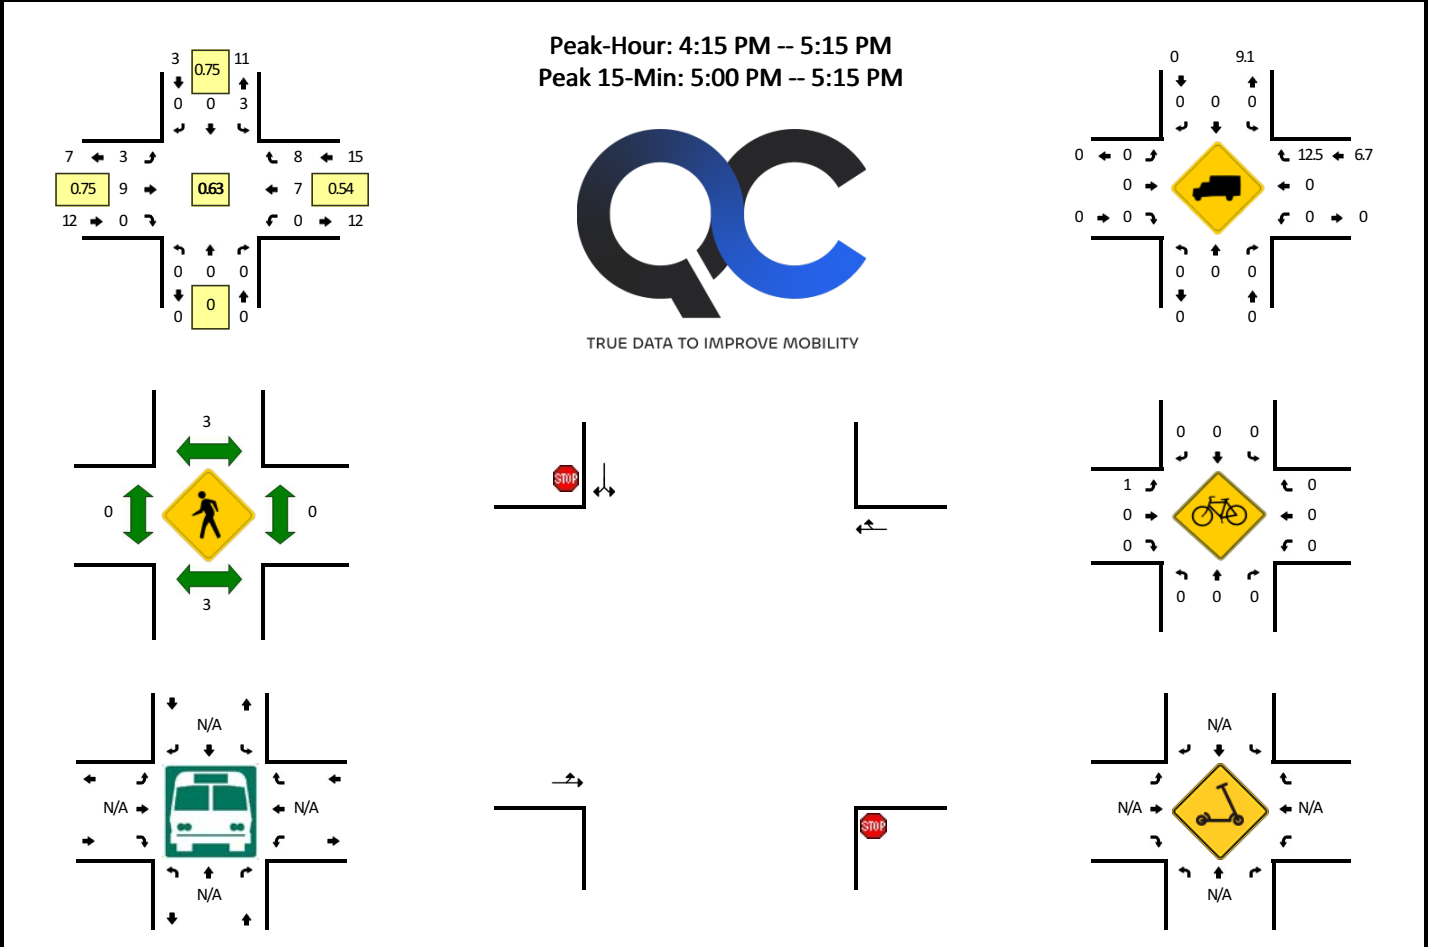 Peak-Hour: 4:15 PM -- 5:15 PM
Peak 15-Min: 5:00 PM -- 5:15 PM
3 0.75 11
0 0 3
7 3 8 15
0.75 9 0.63 7 0.54
12 0 0 12
0 0 0
0 0 0
TRUE DATA TO IMPROVE MOBILITY
0 9.1
0 0 0
0 0 12.5 6.7
0 0
0 0 0 0
0 0 0
0 0
3
0 0
3
STOP
STOP
0 0 0
1 0
0 0
0 0
0 0 0
N/A
N/A N/A
N/A
N/A
N/A N/A
N/A